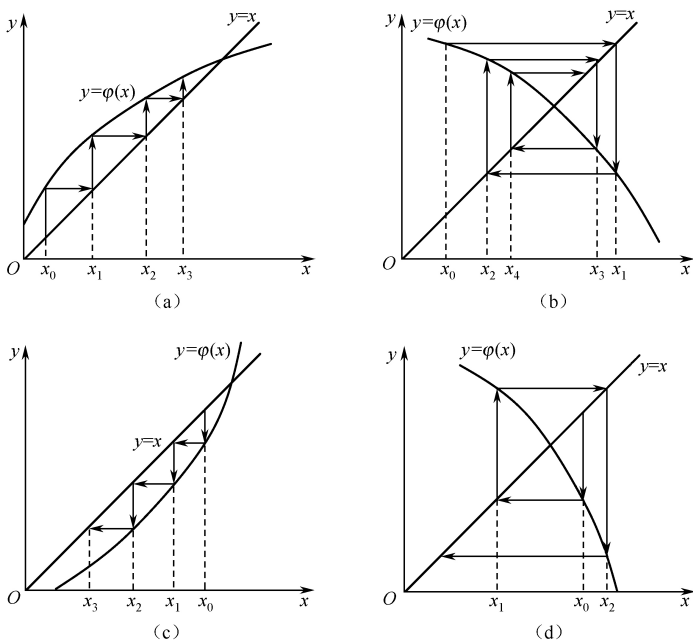 y
y=x
y=φ(x)
O
x₀
x₁
x₂
x₃
x
（a）
y
y=φ(x)
y=x
O
x₀
x₂
x₄
x₃
x₁
x
（b）
y
y=φ(x)
y=x
O
x₃
x₂
x₁
x₀
x
（c）
y
y=φ(x)
y=x
O
x₁
x₀
x₂
x
（d）